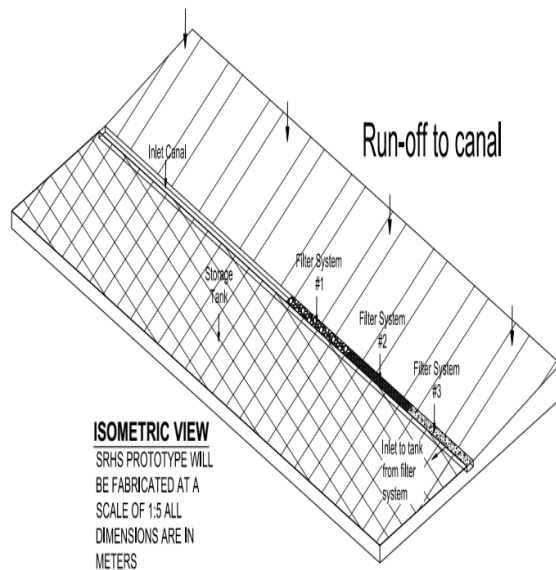 Run-off to canal
Inlet Canal
Storage
Tank
Filter System
#1
Filter System
#2
Filter System
#3
Inlet to tank
from filter
system
ISOMETRIC VIEW
SRHS PROTOTYPE WILL
BE FABRICATED AT A
SCALE OF 1:5 ALL
DIMENSIONS ARE IN
METERS